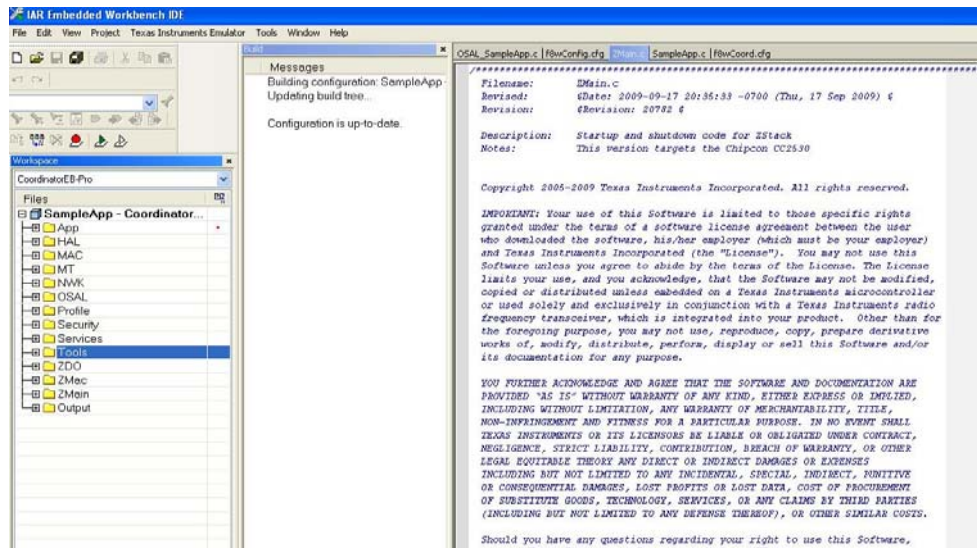 IAR Embedded Workbench IDE
File Edit View Project Texas Instruments Emulator Tools Window Help
Workspace
CoordinatorEB-Pro
Files
SampleApp - Coordinator...
App
HAL
MAC
MT
NWK
OSAL
Profile
Security
Services
Tools
ZDO
ZMac
ZMain
Output
Build
Messages
Building configuration: SampleApp -
Updating build tree...
Configuration is up-to-date.
OSAL_SampleApp.c | f8wConfig.cfg ZMain.c SampleApp.c | f8wCoord.cfg
/**************************************************************************
Filename: ZMain.c
Revised: $Date: 2009-09-17 20:35:33 -0700 (Thu, 17 Sep 2009) $
Revision: $Revision: 20782 $
Description: Startup and shutdown code for ZStack
Notes: This version targets the Chipcon CC2530
Copyright 2005-2009 Texas Instruments Incorporated. All rights reserved.
IMPORTANT: Your use of this Software is limited to those specific rights
granted under the terms of a software license agreement between the user
who downloaded the software, his/her employer (which must be your employer)
and Texas Instruments Incorporated (the "License"). You may not use this
Software unless you agree to abide by the terms of the License. The License
limits your use, and you acknowledge, that the Software may not be modified,
copied or distributed unless embedded on a Texas Instruments microcontroller
or used solely and exclusively in conjunction with a Texas Instruments radio
frequency transceiver, which is integrated into your product. Other than for
the foregoing purpose, you may not use, reproduce, copy, prepare derivative
works of, modify, distribute, perform, display or sell this Software and/or
its documentation for any purpose.
YOU FURTHER ACKNOWLEDGE AND AGREE THAT THE SOFTWARE AND DOCUMENTATION ARE
PROVIDED "AS IS" WITHOUT WARRANTY OF ANY KIND, EITHER EXPRESS OR IMPLIED,
INCLUDING WITHOUT LIMITATION, ANY WARRANTY OF MERCHANTABILITY, TITLE,
NON-INFRINGEMENT AND FITNESS FOR A PARTICULAR PURPOSE. IN NO EVENT SHALL
TEXAS INSTRUMENTS OR ITS LICENSORS BE LIABLE OR OBLIGATED UNDER CONTRACT,
NEGLIGENCE, STRICT LIABILITY, CONTRIBUTION, BREACH OF WARRANTY, OR OTHER
LEGAL EQUITABLE THEORY ANY DIRECT OR INDIRECT DAMAGES OR EXPENSES
INCLUDING BUT NOT LIMITED TO ANY INCIDENTAL, SPECIAL, INDIRECT, PUNITIVE
OR CONSEQUENTIAL DAMAGES, LOST PROFITS OR LOST DATA, COST OF PROCUREMENT
OF SUBSTITUTE GOODS, TECHNOLOGY, SERVICES, OR ANY CLAIMS BY THIRD PARTIES
(INCLUDING BUT NOT LIMITED TO ANY DEFENSE THEREOF), OR OTHER SIMILAR COSTS.
Should you have any questions regarding your right to use this Software,